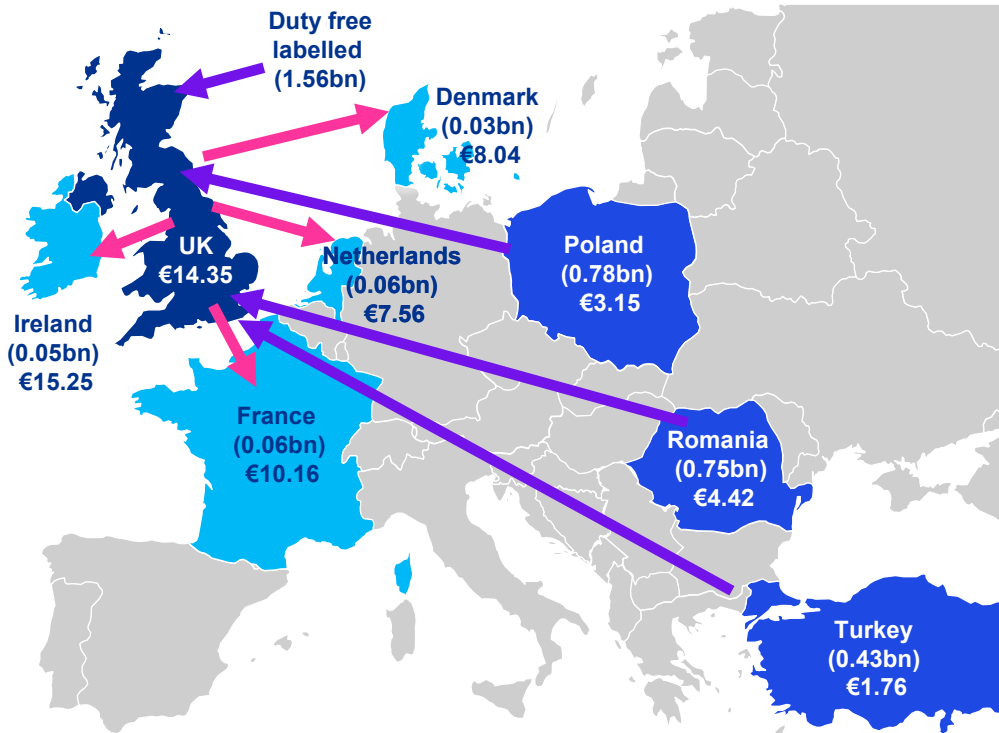 Duty free
labelled
(1.56bn)
Denmark
(0.03bn)
€8.04
UK
€14.35
Netherlands
(0.06bn)
€7.56
Poland
(0.78bn)
€3.15
Ireland
(0.05bn)
€15.25
France
(0.06bn)
€10.16
Romania
(0.75bn)
€4.42
Turkey
(0.43bn)
€1.76